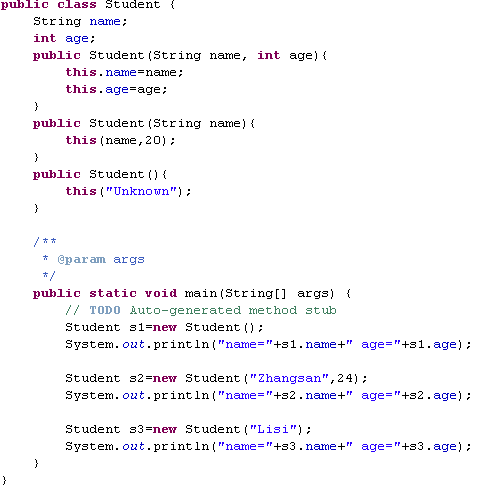 public class Student {
    String name;
    int age;
    public Student(String name, int age){
        this.name=name;
        this.age=age;
    }
    public Student(String name){
        this(name,20);
    }
    public Student(){
        this("Unknown");
    }

    /**
     * @param args
     */
    public static void main(String[] args) {
        // TODO Auto-generated method stub
        Student s1=new Student();
        System.out.println("name="+s1.name+" age="+s1.age);

        Student s2=new Student("Zhangsan",24);
        System.out.println("name="+s2.name+" age="+s2.age);

        Student s3=new Student("Lisi");
        System.out.println("name="+s3.name+" age="+s3.age);
    }
}